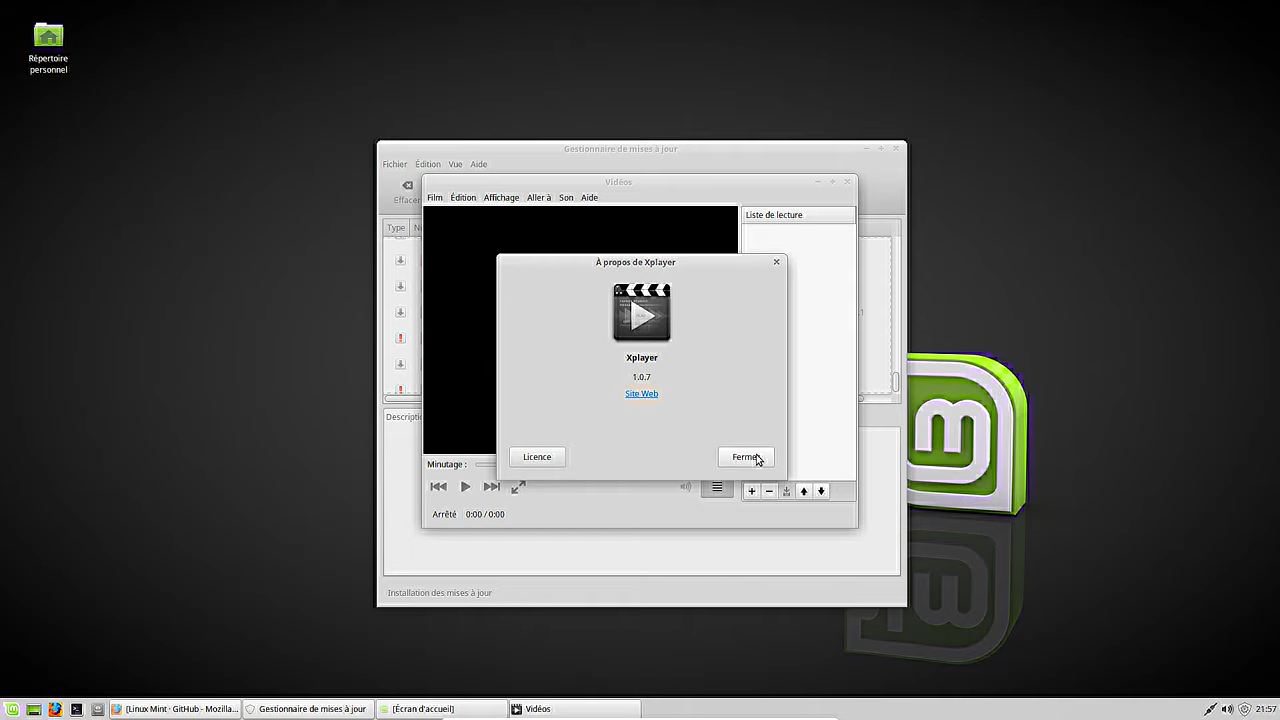 Répertoire
personnel
Gestionnaire de mises à jour
Fichier Édition Vue Aide
Effacer
Type
Vidéos
Film Édition Affichage Aller à Son Aide
Liste de lecture
À propos de Xplayer
Xplayer
1.0.7
Site Web
Licence
Fermer
Minutage :
Arrêté 0:00 / 0:00
Installation des mises à jour
[Linux Mint · GitHub - Mozilla...
Gestionnaire de mises à jour
[Écran d'accueil]
Vidéos
21:57